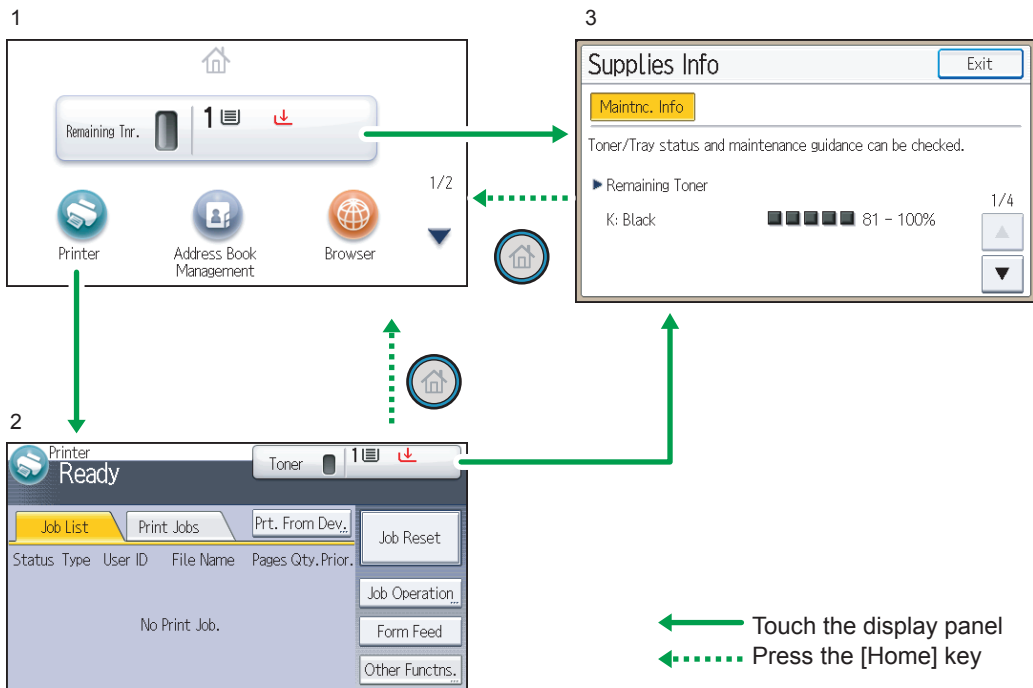 1
Remaining Tnr.
1
1/2
Printer
Address Book
Management
Browser
3
Supplies Info
Exit
Maintnc. Info
Toner/Tray status and maintenance guidance can be checked.
Remaining Toner
K: Black
81 - 100%
1/4
2
Printer
Ready
Toner
1
Job List
Print Jobs
Prt. From Dev.
Job Reset
Status Type User ID File Name Pages Qty. Prior.
Job Operation
No Print Job.
Form Feed
Other Functns.
Touch the display panel
Press the [Home] key